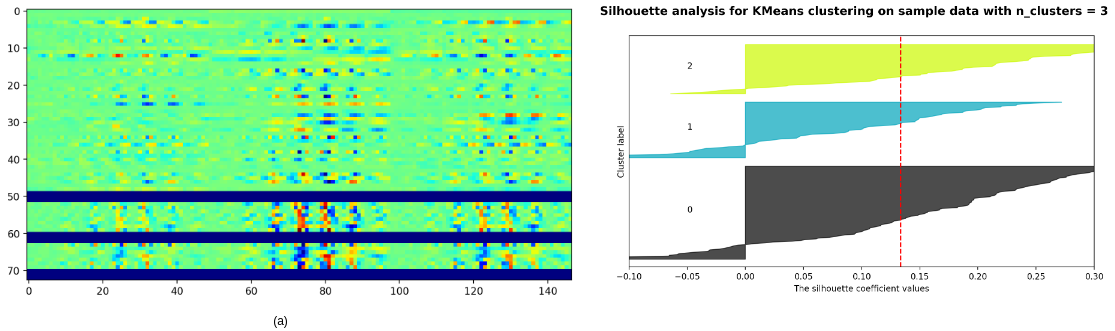 Silhouette analysis for KMeans clustering on sample data with n_clusters = 3
0
10
20
30
40
50
60
70
0 20 40 60 80 100 120 140
(a)
Cluster label
2
1
0
−0.10 −0.05 0.00 0.05 0.10 0.15 0.20 0.25 0.30
The silhouette coefficient values